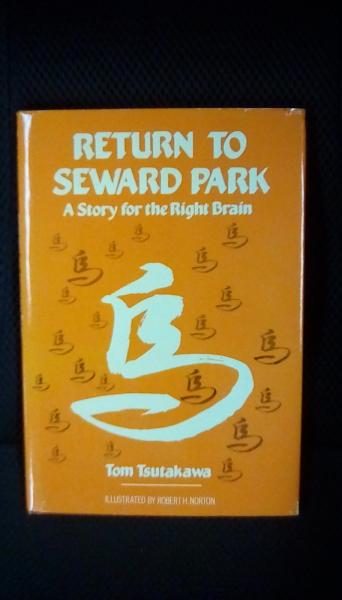 RETURN TO
SEWARD PARK
A Story for the Right Brain
Tom Tsutakawa
ILLUSTRATED BY ROBERT H. NORTON